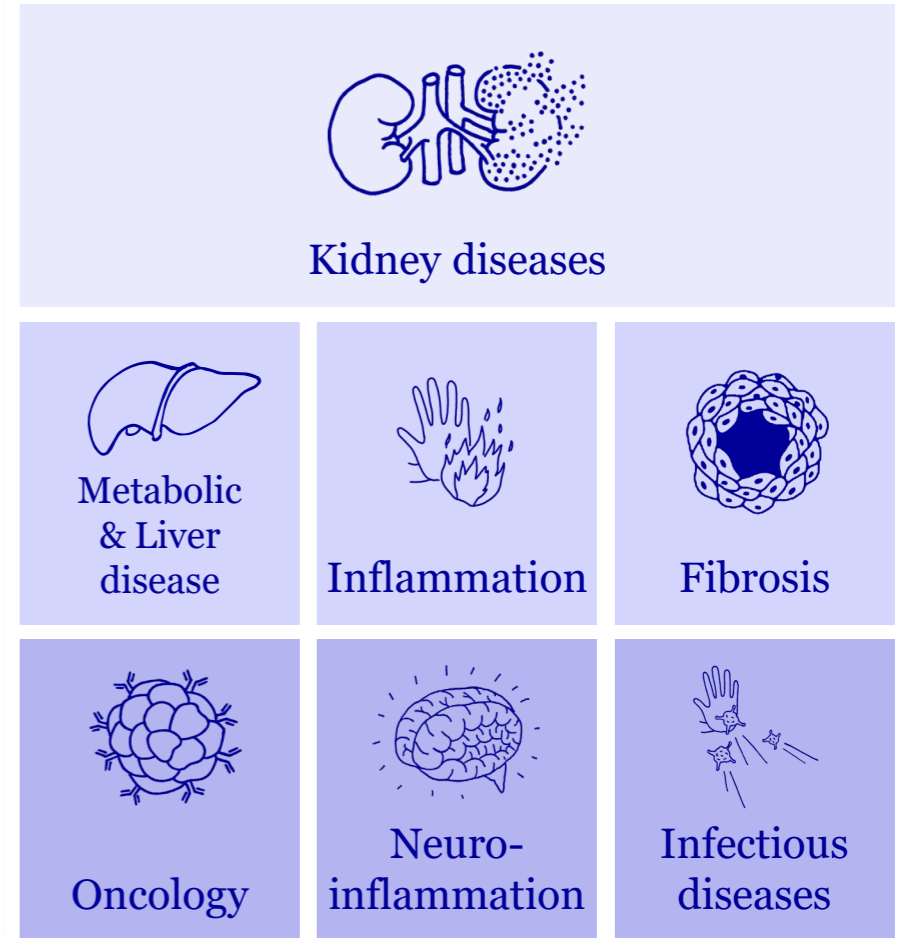 Kidney diseases
Metabolic
& Liver
disease
Inflammation
Fibrosis
Oncology
Neuro-
inflammation
Infectious
diseases